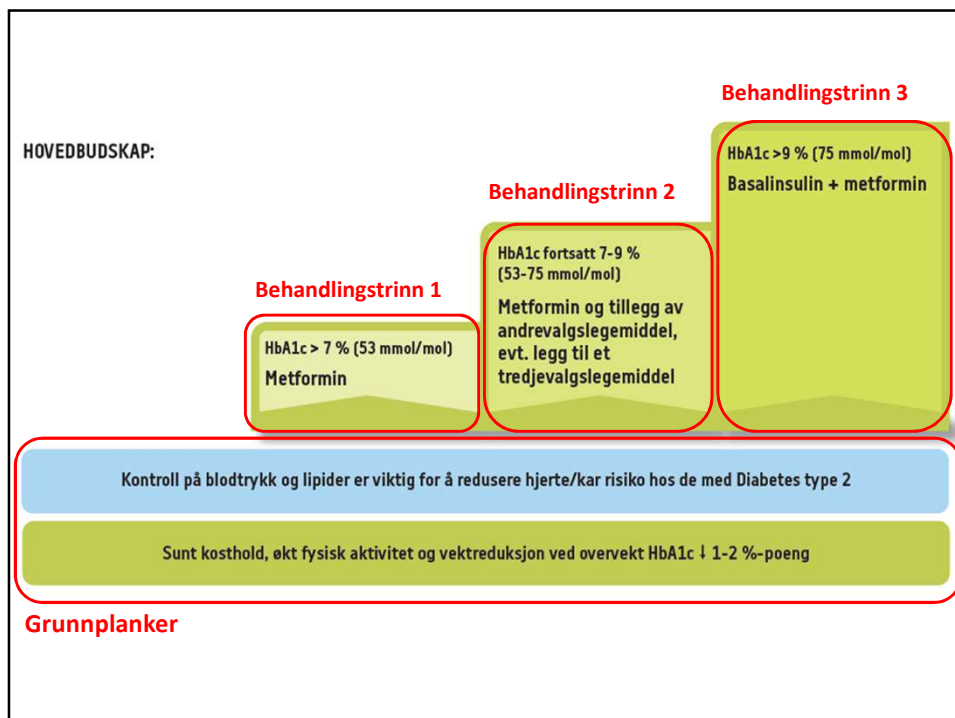 HOVEDBUDSKAP:
Behandlingstrinn 1
HbA1c > 7 % (53 mmol/mol)
Metformin
Behandlingstrinn 2
HbA1c fortsatt 7-9 %
(53-75 mmol/mol)
Metformin og tillegg av
andrevalgslegemiddel,
evt. legg til et
tredjevalgslegemiddel
Behandlingstrinn 3
HbA1c >9 % (75 mmol/mol)
Basalinsulin + metformin
Kontroll på blodtrykk og lipider er viktig for å redusere hjerte/kar risiko hos de med Diabetes type 2
Sunt kosthold, økt fysisk aktivitet og vektreduksjon ved overvekt HbA1c ↓ 1-2 %-poeng
Grunnplanker